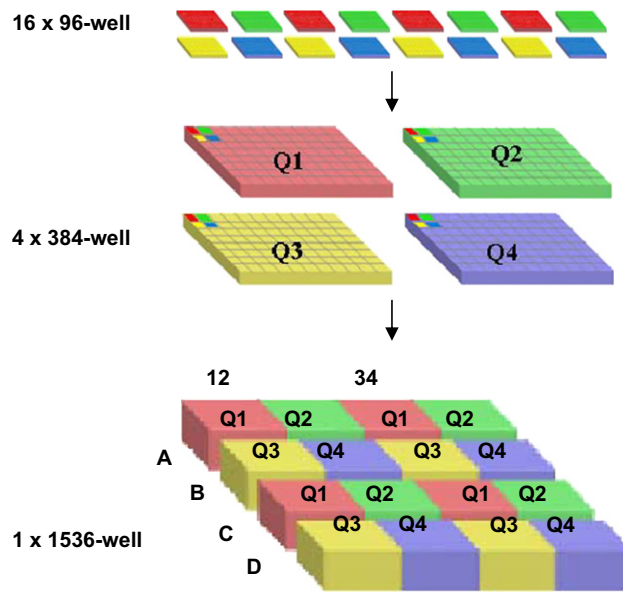 16 x 96-well
Q1 Q2
4 x 384-well
Q3 Q4
12 34
Q1 Q2 Q1 Q2
A Q3 Q4 Q3 Q4
B Q1 Q2 Q1 Q2
1 x 1536-well C Q3 Q4 Q3 Q4
D